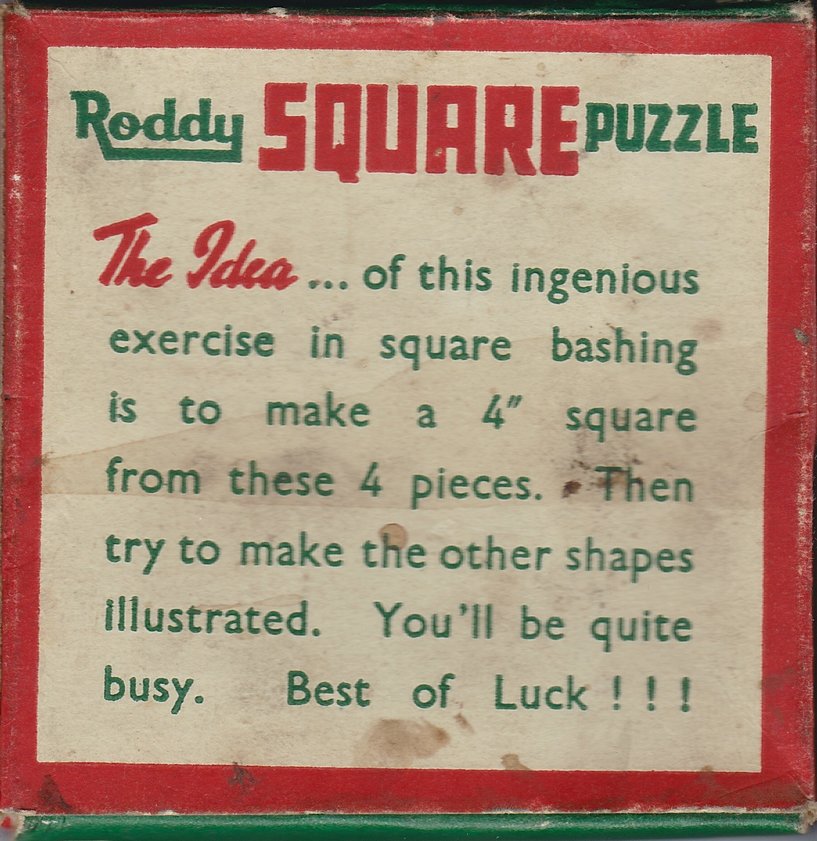 Roddy SQUARE PUZZLE
The Idea ... of this ingenious
exercise in square bashing
is to make a 4" square
from these 4 pieces. Then
try to make the other shapes
illustrated. You'll be quite
busy. Best of Luck ! ! !